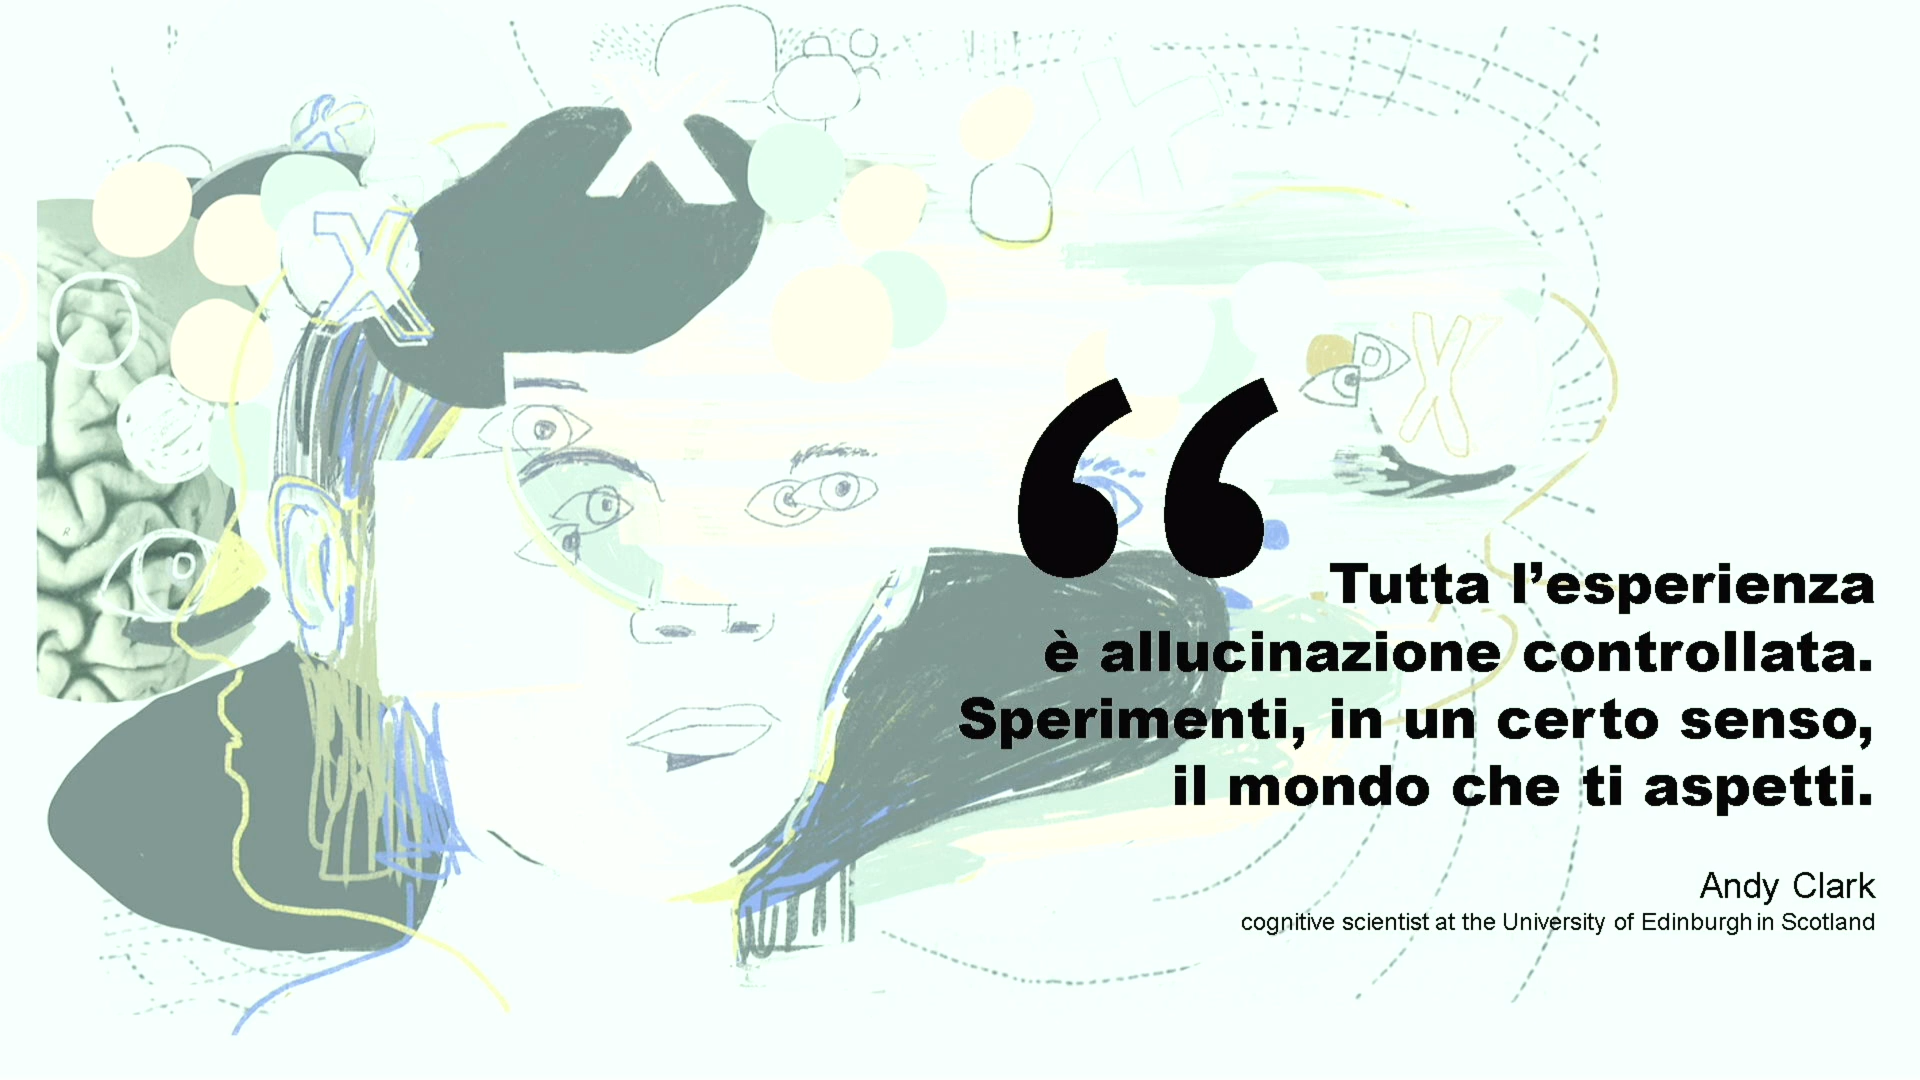 “
Tutta l’esperienza
è allucinazione controllata.
Sperimenti, in un certo senso,
il mondo che ti aspetti.
Andy Clark
cognitive scientist at the University of Edinburgh in Scotland
X
X
X
X
X
R